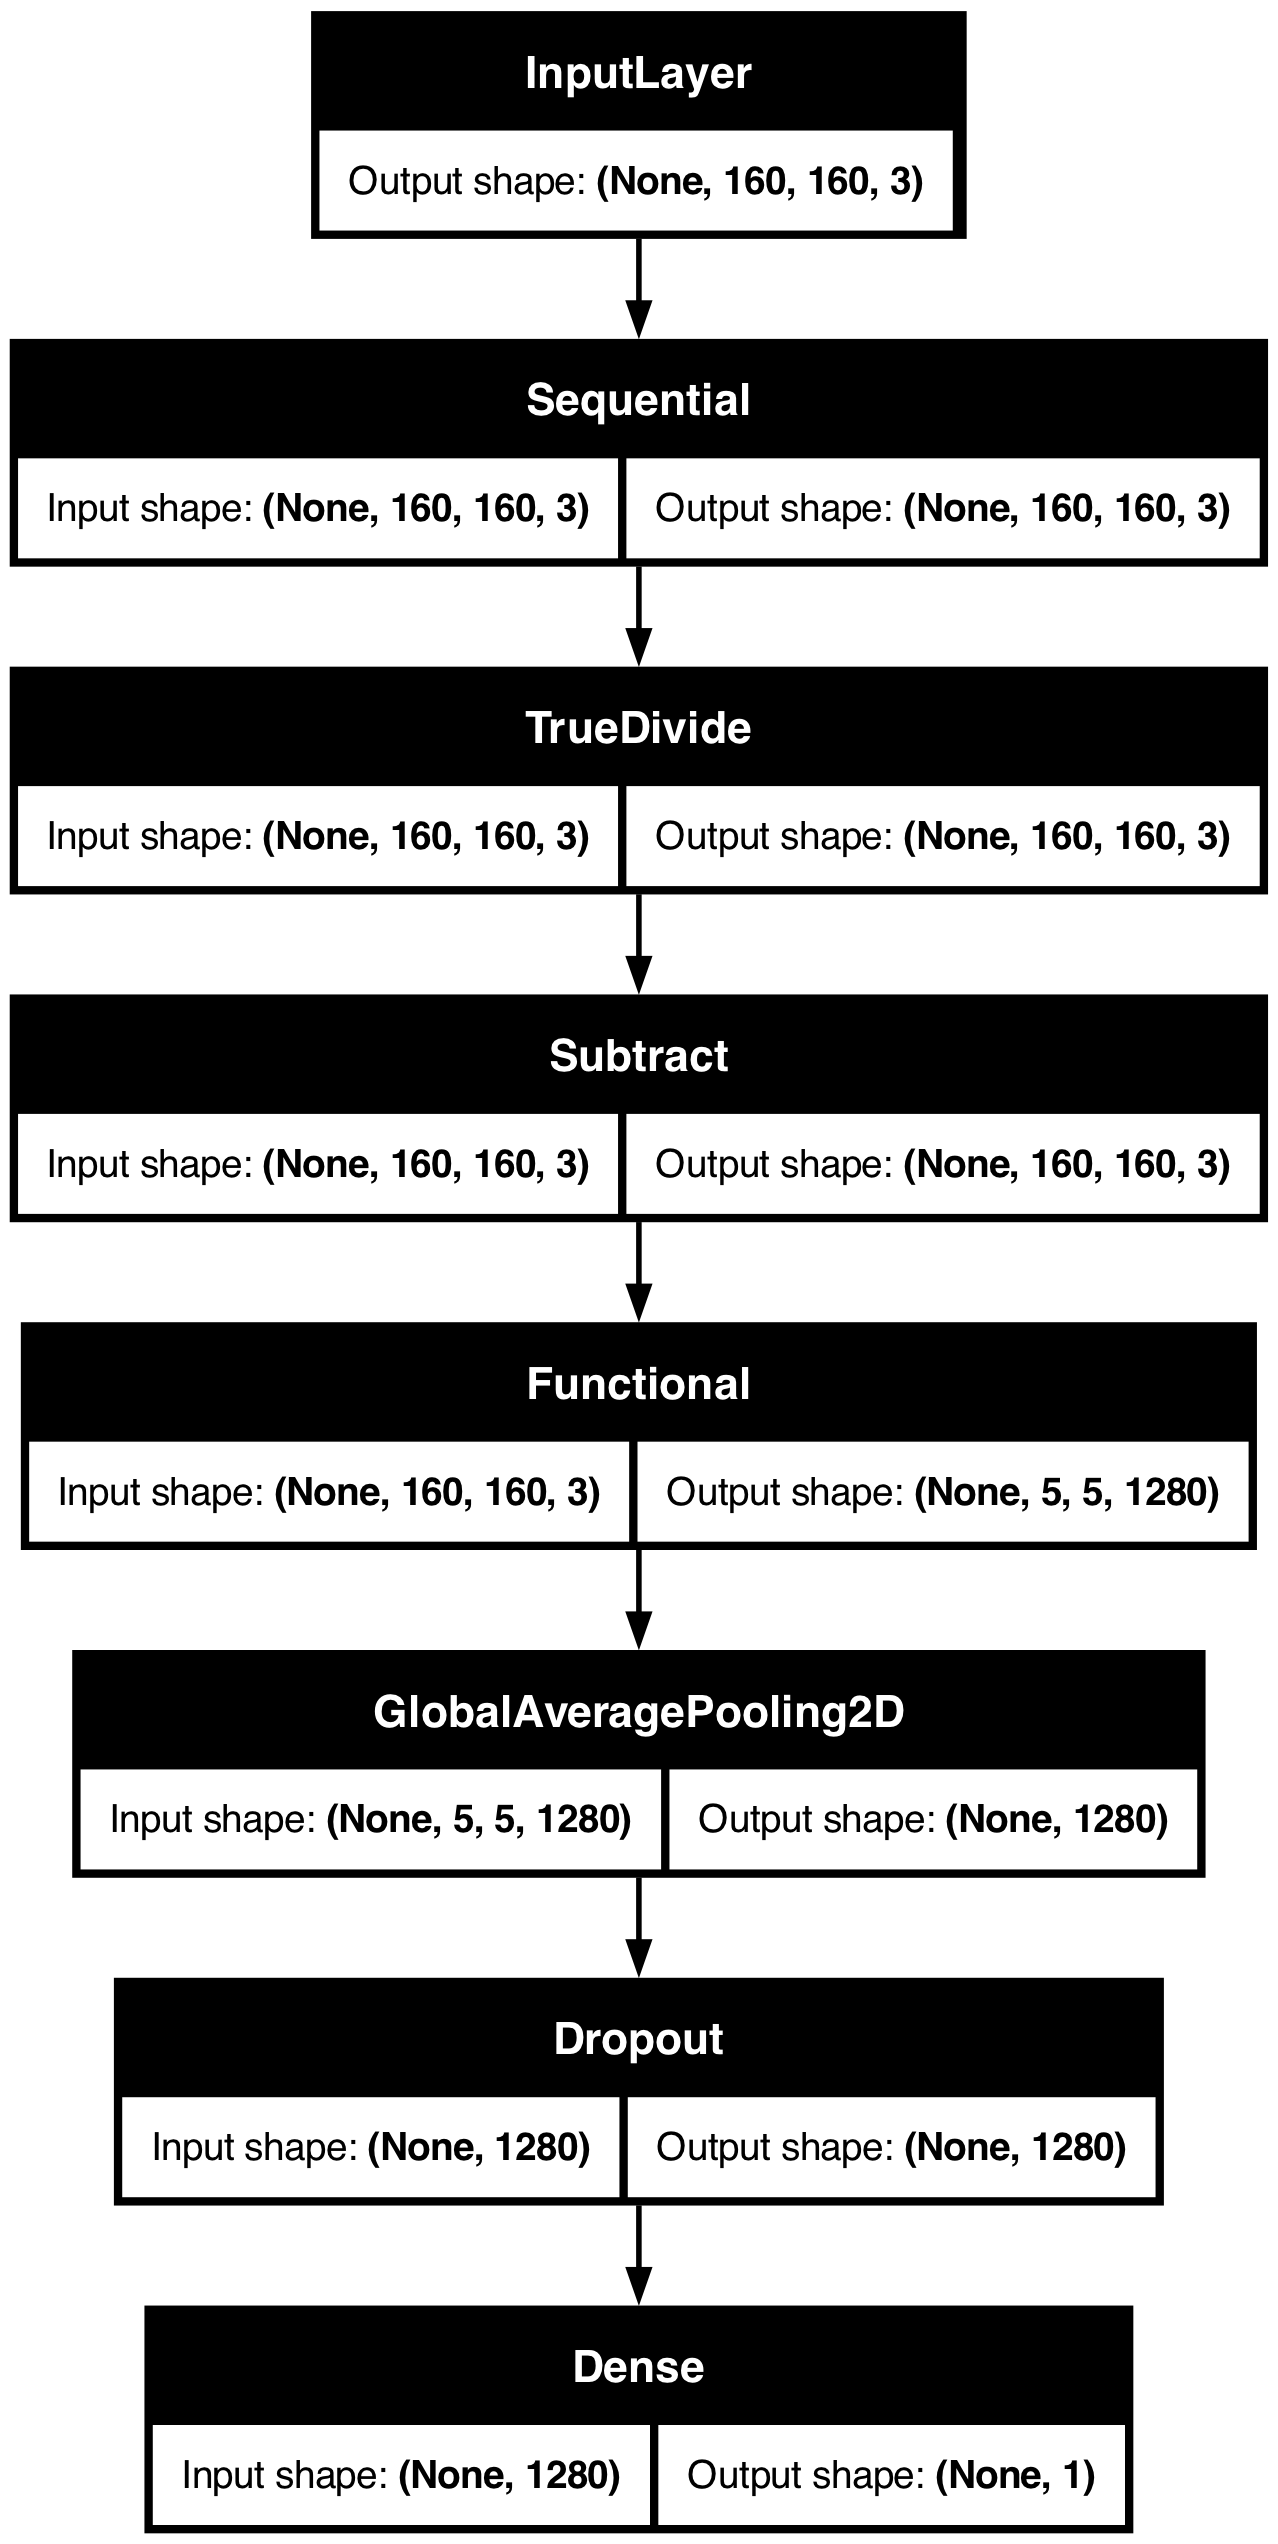 InputLayer
Output shape: (None, 160, 160, 3)
Sequential
Input shape: (None, 160, 160, 3) Output shape: (None, 160, 160, 3)
TrueDivide
Input shape: (None, 160, 160, 3) Output shape: (None, 160, 160, 3)
Subtract
Input shape: (None, 160, 160, 3) Output shape: (None, 160, 160, 3)
Functional
Input shape: (None, 160, 160, 3) Output shape: (None, 5, 5, 1280)
GlobalAveragePooling2D
Input shape: (None, 5, 5, 1280) Output shape: (None, 1280)
Dropout
Input shape: (None, 1280) Output shape: (None, 1280)
Dense
Input shape: (None, 1280) Output shape: (None, 1)